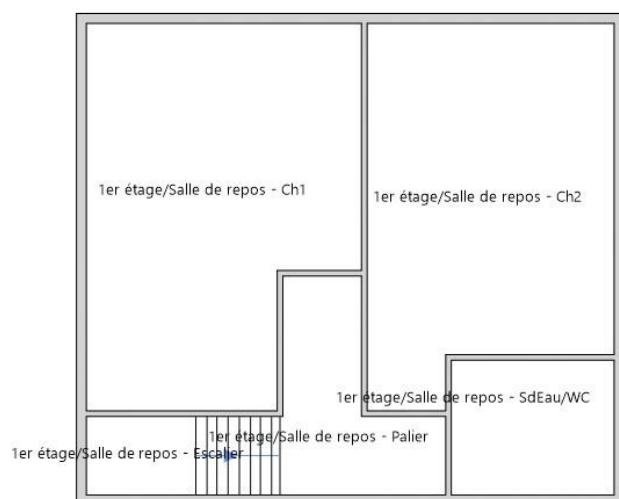 1er étage/Salle de repos - Ch1
1er étage/Salle de repos - Ch2
1er étage/Salle de repos - SdEau/WC
1er étage/Salle de repos - Palier
1er étage/Salle de repos - Escalier